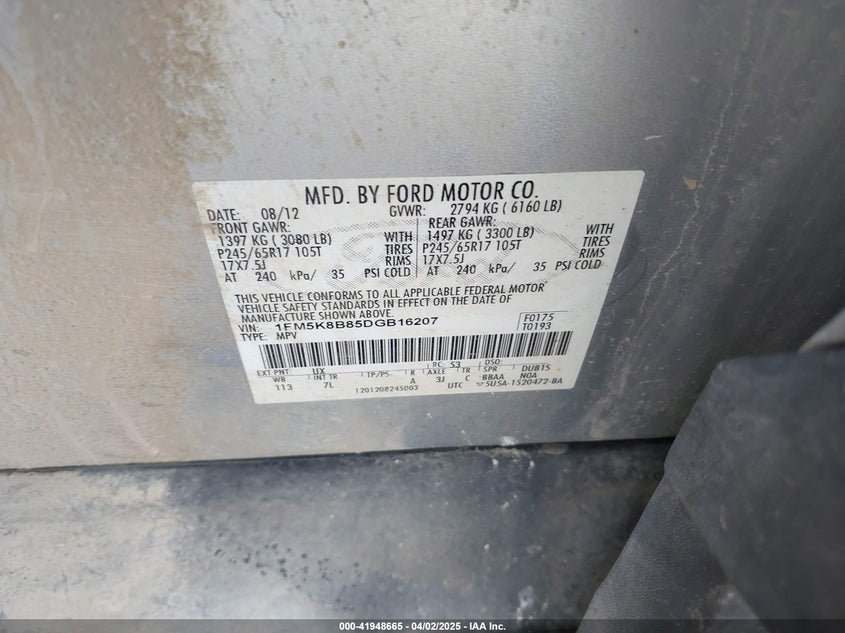 MFD. BY FORD MOTOR CO.
DATE: 08/12 GVWR: 2794 KG ( 6160 LB)
FRONT GAWR: REAR GAWR:
1397 KG ( 3080 LB) WITH 1497 KG ( 3300 LB) WITH
P245/65R17 105T TIRES P245/65R17 105T TIRES
17X7.5J RIMS 17X7.5J RIMS
AT 240 kPa/ 35 PSI COLD AT 240 kPa/ 35 PSI COLD
THIS VEHICLE CONFORMS TO ALL APPLICABLE FEDERAL MOTOR
VEHICLE SAFETY STANDARDS IN EFFECT ON THE DATE OF
MANUFACTURE SHOWN ABOVE.
VIN: 1FM5K8B85DGB16207 F0175
TYPE: MPV T0193
EXT PNT: UX RC: 53 DSO:
WB INT TR TP/PS R AXLE TR SPR DUB1S
113 7L A 3J C BBAA NOA
1201208245003 UTC 5U5A-1520472-BA
000-41948665 - 04/02/2025 - IAA Inc.